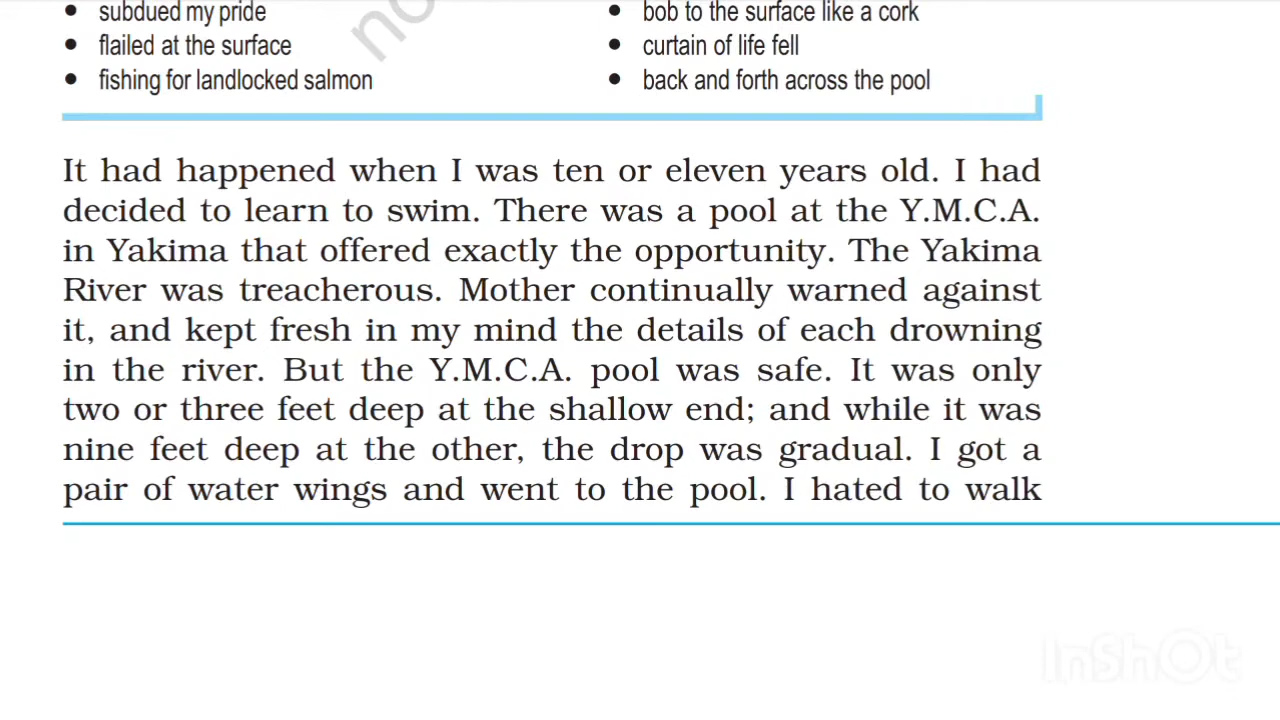 • subdued my pride
• bob to the surface like a cork
• flailed at the surface
• curtain of life fell
• fishing for landlocked salmon
• back and forth across the pool
no
It had happened when I was ten or eleven years old. I had
decided to learn to swim. There was a pool at the Y.M.C.A.
in Yakima that offered exactly the opportunity. The Yakima
River was treacherous. Mother continually warned against
it, and kept fresh in my mind the details of each drowning
in the river. But the Y.M.C.A. pool was safe. It was only
two or three feet deep at the shallow end; and while it was
nine feet deep at the other, the drop was gradual. I got a
pair of water wings and went to the pool. I hated to walk
InShOt